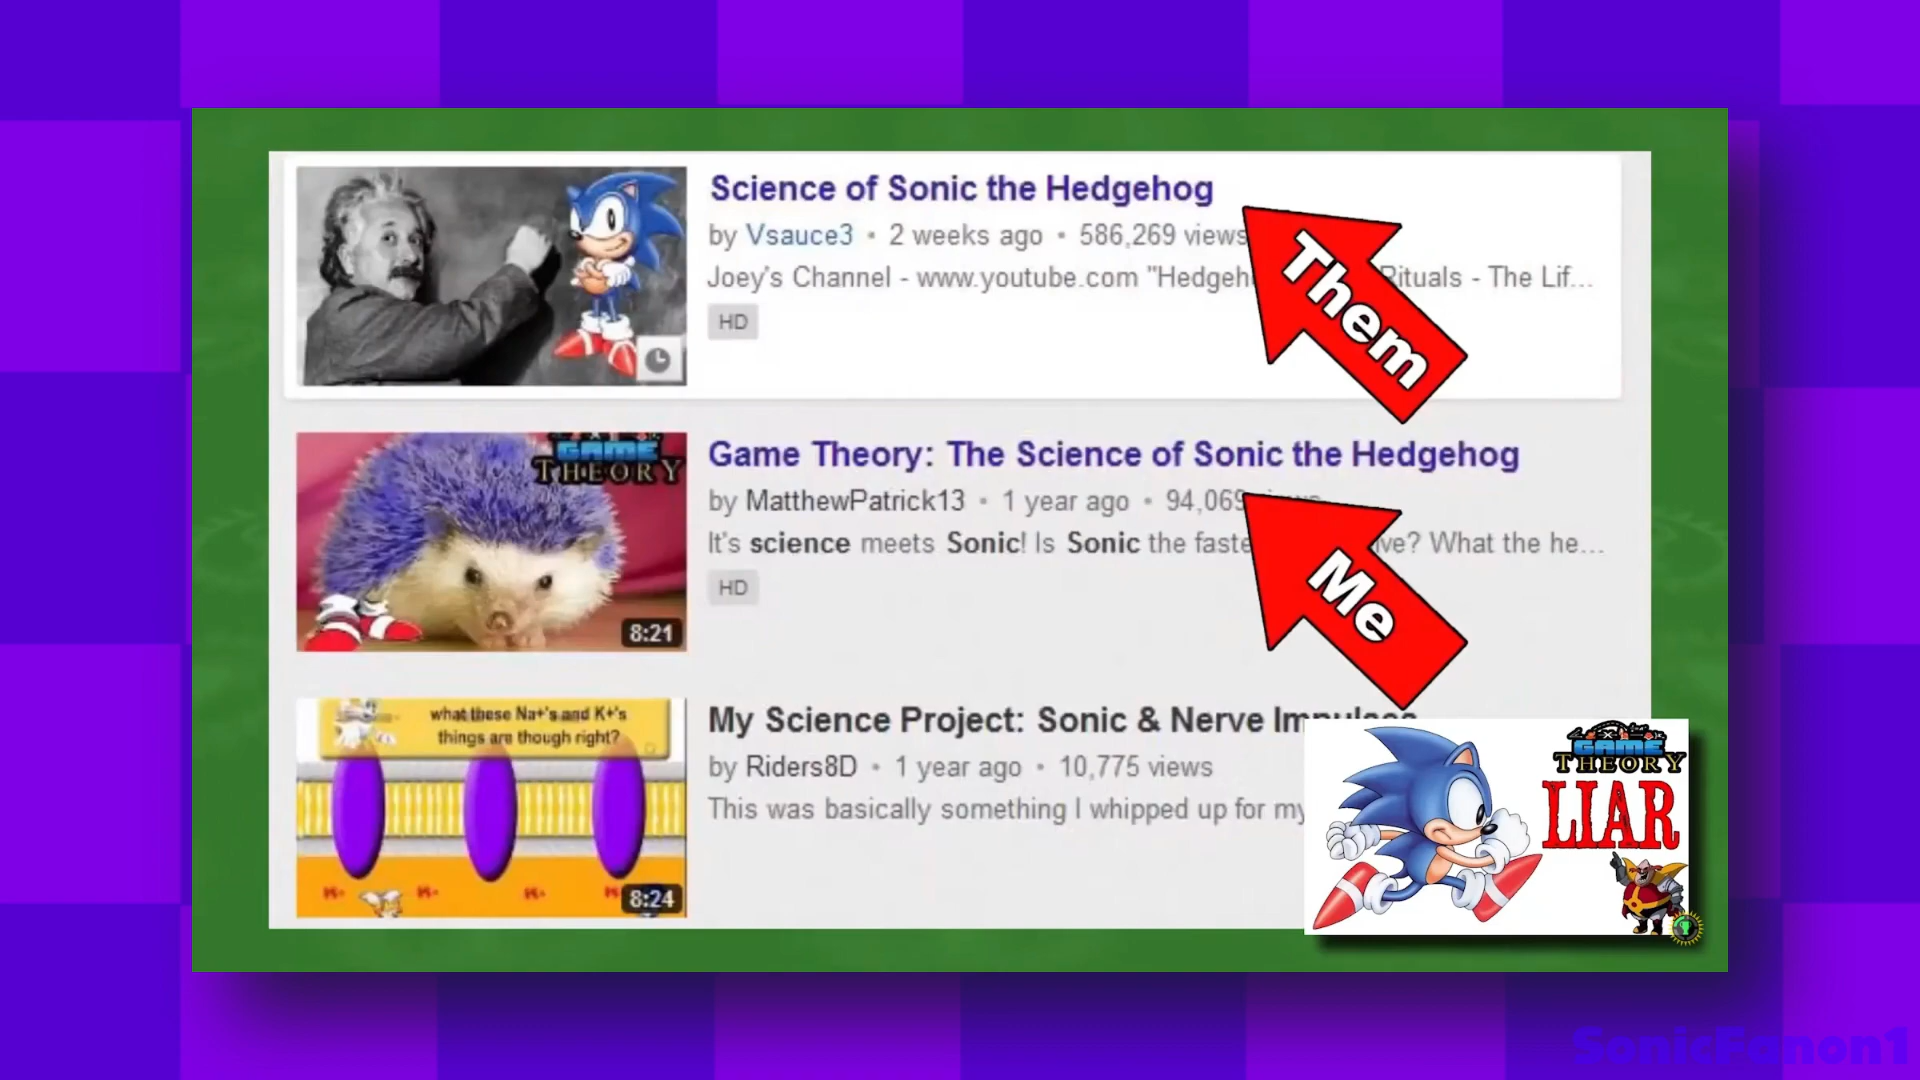 Science of Sonic the Hedgehog
by Vsauce3 • 2 weeks ago • 586,269 views
Joey's Channel - www.youtube.com "Hedgeh Rituals - The Lif...
HD
Them
GAME
THEORY
8:21
Game Theory: The Science of Sonic the Hedgehog
by MatthewPatrick13 • 1 year ago • 94,069 views
It's science meets Sonic! Is Sonic the faste ive? What the he...
HD
Me
what these Na+'s and K+'s
things are though right?
K+ K+ K+ K+
8:24
My Science Project: Sonic & Nerve Impulses
by Riders8D • 1 year ago • 10,775 views
This was basically something I whipped up for my
GAME
THEORY
LIAR
SonicFanon1